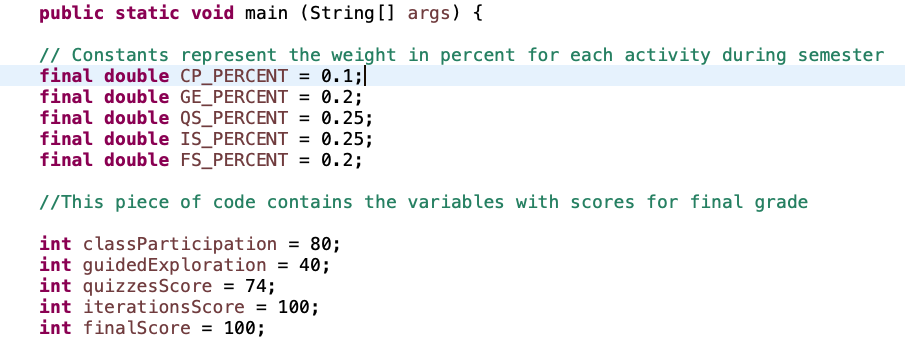 public static void main (String[] args) {
// Constants represent the weight in percent for each activity during semester
final double CP_PERCENT = 0.1;
final double GE_PERCENT = 0.2;
final double QS_PERCENT = 0.25;
final double IS_PERCENT = 0.25;
final double FS_PERCENT = 0.2;
//This piece of code contains the variables with scores for final grade
int classParticipation = 80;
int guidedExploration = 40;
int quizzesScore = 74;
int iterationsScore = 100;
int finalScore = 100;